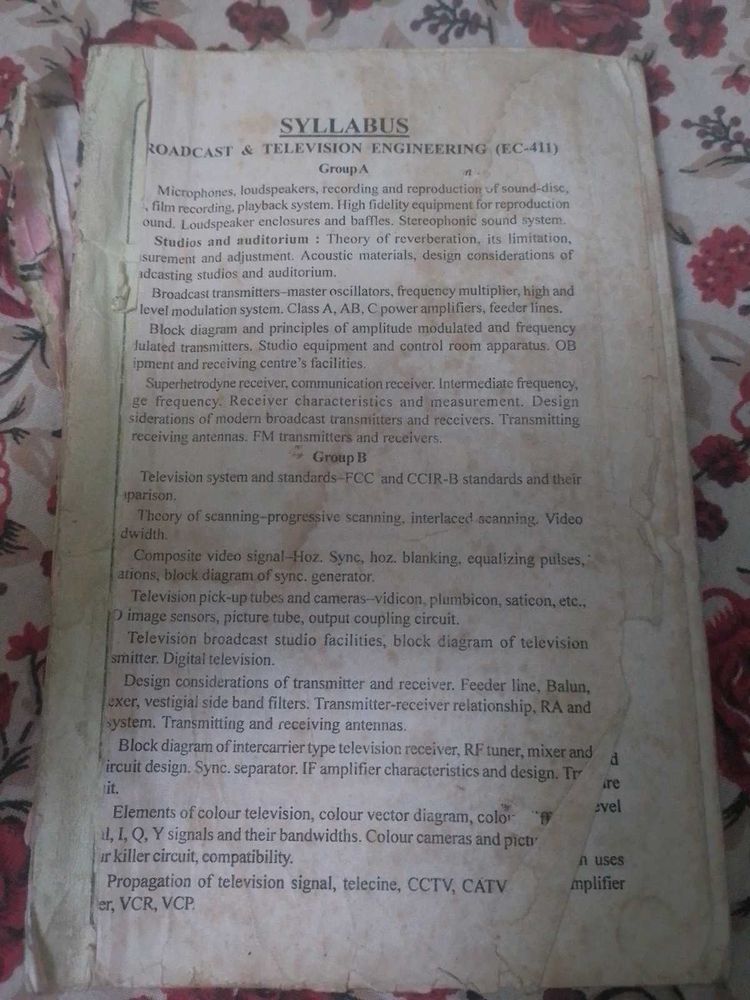 SYLLABUS
ROADCAST & TELEVISION ENGINEERING (EC-411)
Group A
Microphones, loudspeakers, recording and reproduction of sound-disc,
, film recording, playback system. High fidelity equipment for reproduction
ound. Loudspeaker enclosures and baffles. Stereophonic sound system.
Studios and auditorium : Theory of reverberation, its limitation,
surement and adjustment. Acoustic materials, design considerations of
adcasting studios and auditorium.
Broadcast transmitters–master oscillators, frequency multiplier, high and
level modulation system. Class A, AB, C power amplifiers, feeder lines.
Block diagram and principles of amplitude modulated and frequency
lulated transmitters. Studio equipment and control room apparatus. OB
ipment and receiving centre's facilities.
Superhetrodyne receiver, communication receiver. Intermediate frequency,
ge frequency. Receiver characteristics and measurement. Design
siderations of modern broadcast transmitters and receivers. Transmitting
receiving antennas. FM transmitters and receivers.
Group B
Television system and standards–FCC and CCIR-B standards and their
parison.
Theory of scanning–progressive scanning, interlaced scanning. Video
dwidth.
Composite video signal–Hoz. Sync, hoz. blanking, equalizing pulses,
ations, block diagram of sync. generator.
Television pick-up tubes and cameras–vidicon, plumbicon, saticon, etc.,
D image sensors, picture tube, output coupling circuit.
Television broadcast studio facilities, block diagram of television
smitter. Digital television.
Design considerations of transmitter and receiver. Feeder line, Balun,
exer, vestigial side band filters. Transmitter-receiver relationship, RA and
system. Transmitting and receiving antennas.
Block diagram of intercarrier type television receiver, RF tuner, mixer and
ircuit design. Sync. separator. IF amplifier characteristics and design.
it.
Elements of colour television, colour vector diagram,
l, I, Q, Y signals and their bandwidths. Colour cameras and
ur killer circuit, compatibility.
Propagation of television signal, telecine, CCTV, CATV
er, VCR, VCP.
d
re
evel
n uses
mplifier